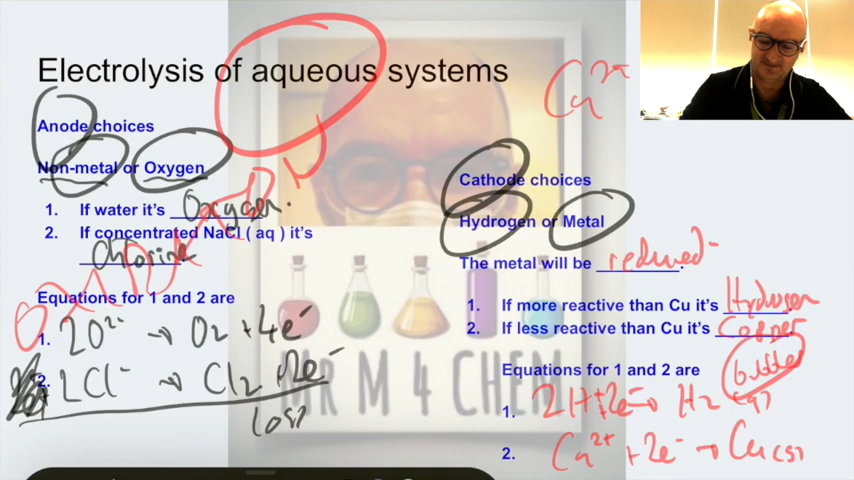 Electrolysis of aqueous systems
Cu²⁺
Anode choices
Non-metal or Oxygen
OXIDATION
1. If water it's Oxygen.
2. If concentrated NaCl ( aq ) it's
Chlorine
Equations for 1 and 2 are
1. 2O²⁻ → O₂ + 4e⁻
2. 2Cl⁻ → Cl₂ + 2e⁻
loss
Cathode choices
Hydrogen or Metal
The metal will be reduced.
1. If more reactive than Cu it's Hydrogen.
2. If less reactive than Cu it's Copper.
Equations for 1 and 2 are
1. 2H⁺ + 2e⁻ → H₂ (g)
2. Cu²⁺ + 2e⁻ → Cu (s)
MR M 4 CHEM